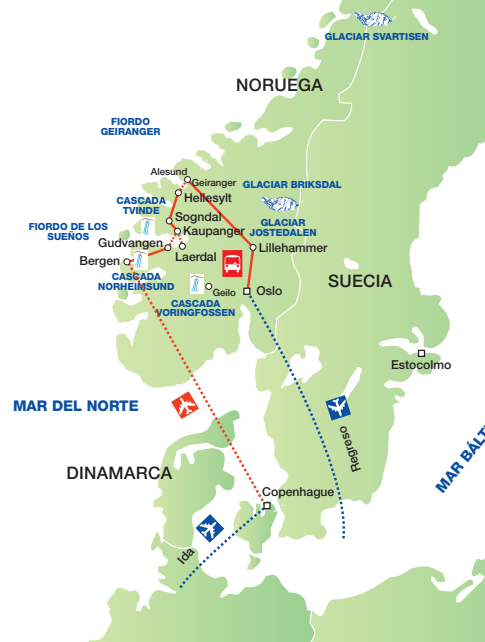 GLACIAR SVARTISEN
NORUEGA
FIORDO
GEIRANGER
Alesund
Geiranger
GLACIAR BRIKSDAL
Hellesylt
CASCADA
TVINDE
Sogndal
GLACIAR
JOSTEDALEN
FIORDO DE LOS
SUEÑOS
Kaupanger
Gudvangen
Lillehammer
Laerdal
Bergen
CASCADA
NORHEIMSUND
SUECIA
Geilo
Oslo
CASCADA
VORINGFOSSEN
Estocolmo
MAR DEL NORTE
Regreso
MAR BÁLT
DINAMARCA
Copenhague
Ida